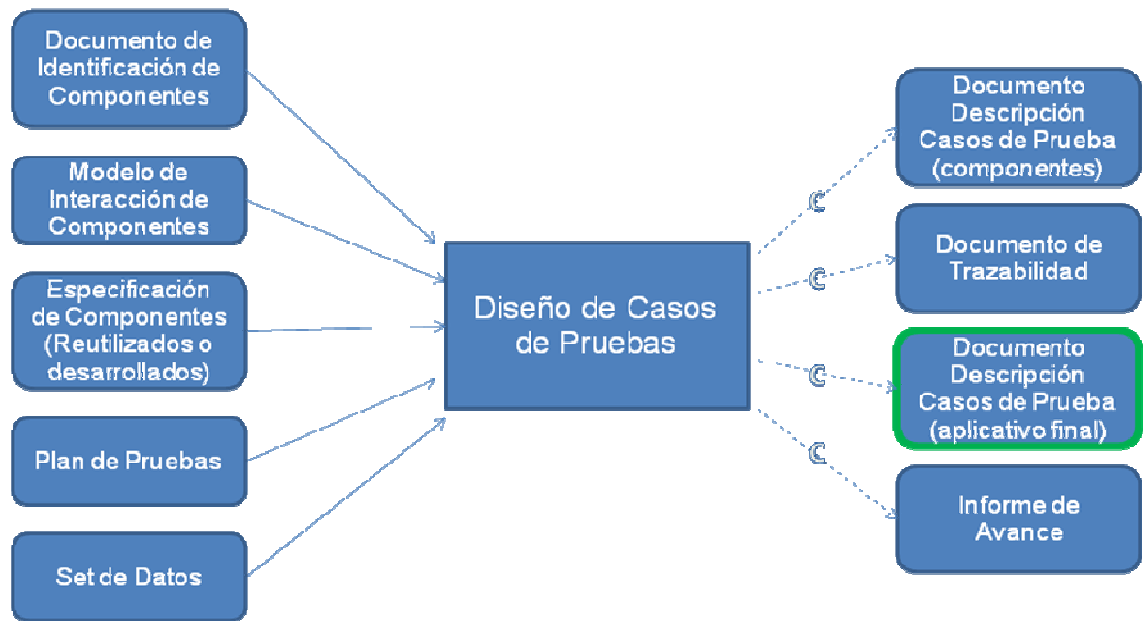 Documento de
Identificación de
Componentes
Modelo de
Interacción de
Componentes
Especificación
de Componentes
(Reutilizados o
desarrollados)
Plan de Pruebas
Set de Datos
Diseño de Casos
de Pruebas
C
C
C
C
Documento
Descripción
Casos de Prueba
(componentes)
Documento de
Trazabilidad
Documento
Descripción
Casos de Prueba
(aplicativo final)
Informe de
Avance